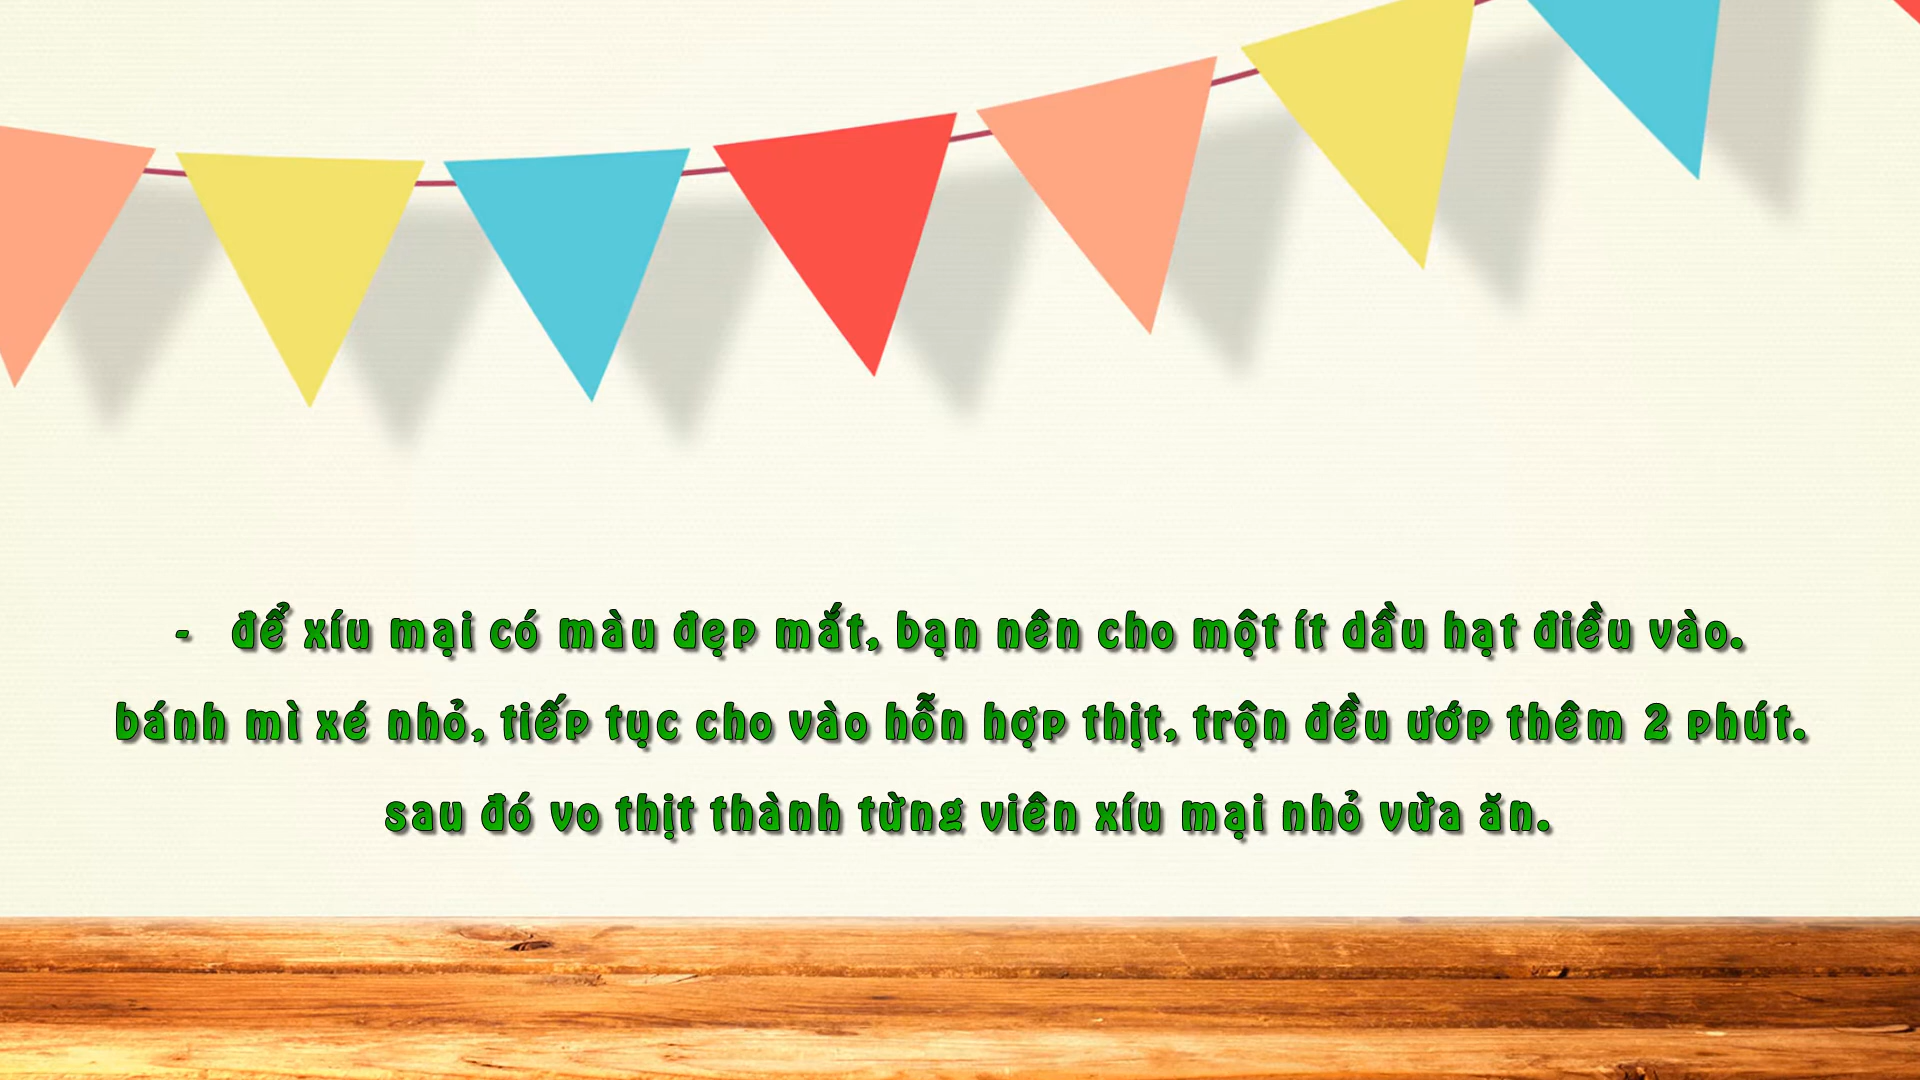 - để xíu mại có màu đẹp mắt, bạn nên cho một ít dầu hạt điều vào.
bánh mì xé nhỏ, tiếp tục cho vào hỗn hợp thịt, trộn đều ướp thêm 2 phút.
sau đó vo thịt thành từng viên xíu mại nhỏ vừa ăn.